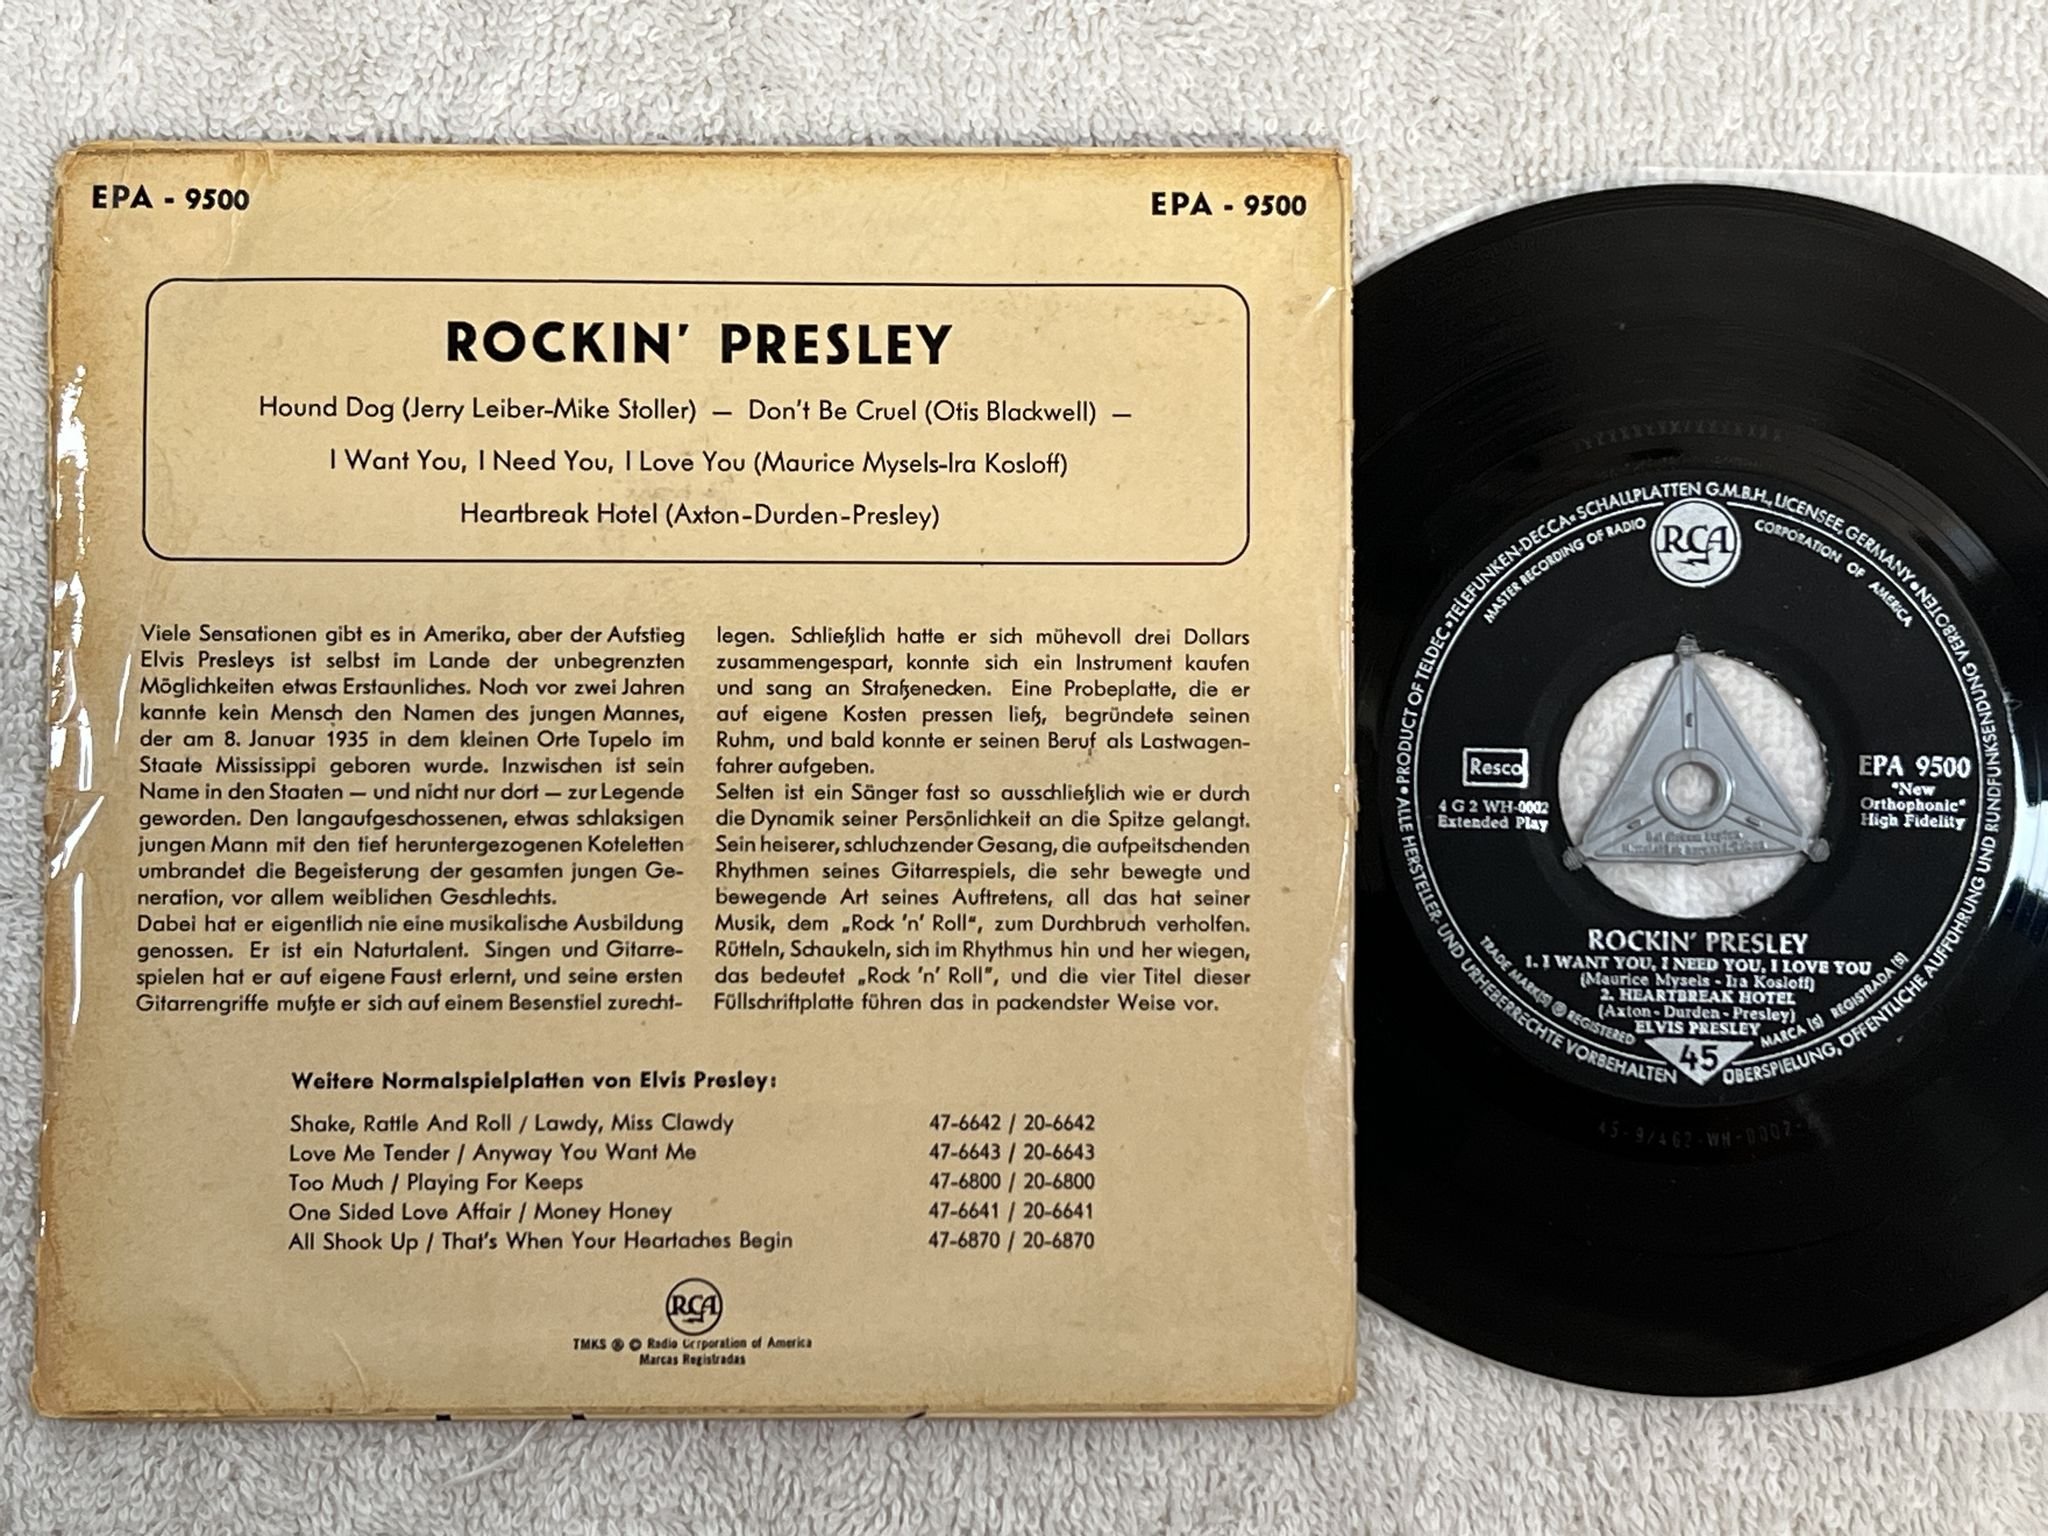 EPA - 9500
EPA - 9500
ROCKIN' PRESLEY
Hound Dog (Jerry Leiber-Mike Stoller) — Don't Be Cruel (Otis Blackwell) —
I Want You, I Need You, I Love You (Maurice Mysels-Ira Kosloff)
Heartbreak Hotel (Axton-Durden-Presley)
Viele Sensationen gibt es in Amerika, aber der Aufstieg
Elvis Presleys ist selbst im Lande der unbegrenzten
Möglichkeiten etwas Erstaunliches. Noch vor zwei Jahren
kannte kein Mensch den Namen des jungen Mannes,
der am 8. Januar 1935 in dem kleinen Orte Tupelo im
Staate Mississippi geboren wurde. Inzwischen ist sein
Name in den Staaten — und nicht nur dort — zur Legende
geworden. Den langaufgeschossenen, etwas schlaksigen
jungen Mann mit den tief heruntergezogenen Koteletten
umbrandet die Begeisterung der gesamten jungen Ge-
neration, vor allem weiblichen Geschlechts.
Dabei hat er eigentlich nie eine musikalische Ausbildung
genossen. Er ist ein Naturtalent. Singen und Gitarre-
spielen hat er auf eigene Faust erlernt, und seine ersten
Gitarrengriffe mußte er sich auf einem Besenstiel zurecht-
legen. Schließlich hatte er sich mühevoll drei Dollars
zusammengespart, konnte sich ein Instrument kaufen
und sang an Straßenecken. Eine Probeplatte, die er
auf eigene Kosten pressen ließ, begründete seinen
Ruhm, und bald konnte er seinen Beruf als Lastwagen-
fahrer aufgeben.
Selten ist ein Sänger fast so ausschließlich wie er durch
die Dynamik seiner Persönlichkeit an die Spitze gelangt.
Sein heiserer, schluchzender Gesang, die aufpeitschenden
Rhythmen seines Gitarrespiels, die sehr bewegte und
bewegende Art seines Auftretens, all das hat seiner
Musik, dem „Rock 'n' Roll“, zum Durchbruch verholfen.
Rütteln, Schaukeln, sich im Rhythmus hin und her wiegen,
das bedeutet „Rock 'n' Roll“, und die vier Titel dieser
Füllschriftplatte führen das in packendster Weise vor.
Weitere Normalspielplatten von Elvis Presley:
Shake, Rattle And Roll / Lawdy, Miss Clawdy 47-6642 / 20-6642
Love Me Tender / Anyway You Want Me 47-6643 / 20-6643
Too Much / Playing For Keeps 47-6800 / 20-6800
One Sided Love Affair / Money Honey 47-6641 / 20-6641
All Shook Up / That's When Your Heartaches Begin 47-6870 / 20-6870
RCA
TMKS ® © Radio Corporation of America
Marcas Registradas
• PRODUCT OF TELDEC • TELEFUNKEN-DECCA • SCHALLPLATTEN G.M.B.H., LICENSEE, GERMANY •
ALLE HERSTELLER- UND URHEBERRECHTE VORBEHALTEN
ÜBERSPIELUNG, ÖFFENTLICHE AUFFÜHRUNG UND RUNDFUNKSENDUNG VERBOTEN
MASTER RECORDING OF RADIO CORPORATION OF AMERICA
RCA
Resco
4 G 2 WH-0002
Extended Play
EPA 9500
"New
Orthophonic"
High Fidelity
ROCKIN' PRESLEY
1. I WANT YOU, I NEED YOU, I LOVE YOU
(Maurice Mysels - Ira Kosloff)
2. HEARTBREAK HOTEL
(Axton - Durden - Presley)
ELVIS PRESLEY
TRADE MARK(S) ® REGISTERED
MARCA (S) REGISTRADA (S)
45